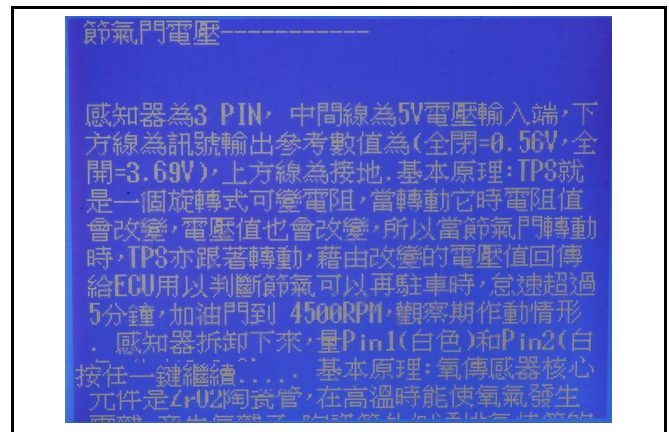 節氣門電壓-----------
感知器為3 PIN, 中間線為5V電壓輸入端,下
方線為訊號輸出參考數值為(全閉=0.56V,全
開=3.69V),上方線為接地.基本原理:TPS就
是一個旋轉式可變電阻,當轉動它時電阻值
會改變,電壓值也會改變,所以當節氣門轉動
時,TPS亦跟著轉動,藉由改變的電壓值回傳
給ECU用以判斷節氣可以再駐車時,怠速超過
5分鐘,加油門到 4500RPM,觀察期作動情形
. 感知器拆卸下來,量Pin1(白色)和Pin2(白
按任一鍵繼續.... 基本原理:氧傳感器核心
元件是ZrO2陶瓷管,在高溫時能使氧氣發生